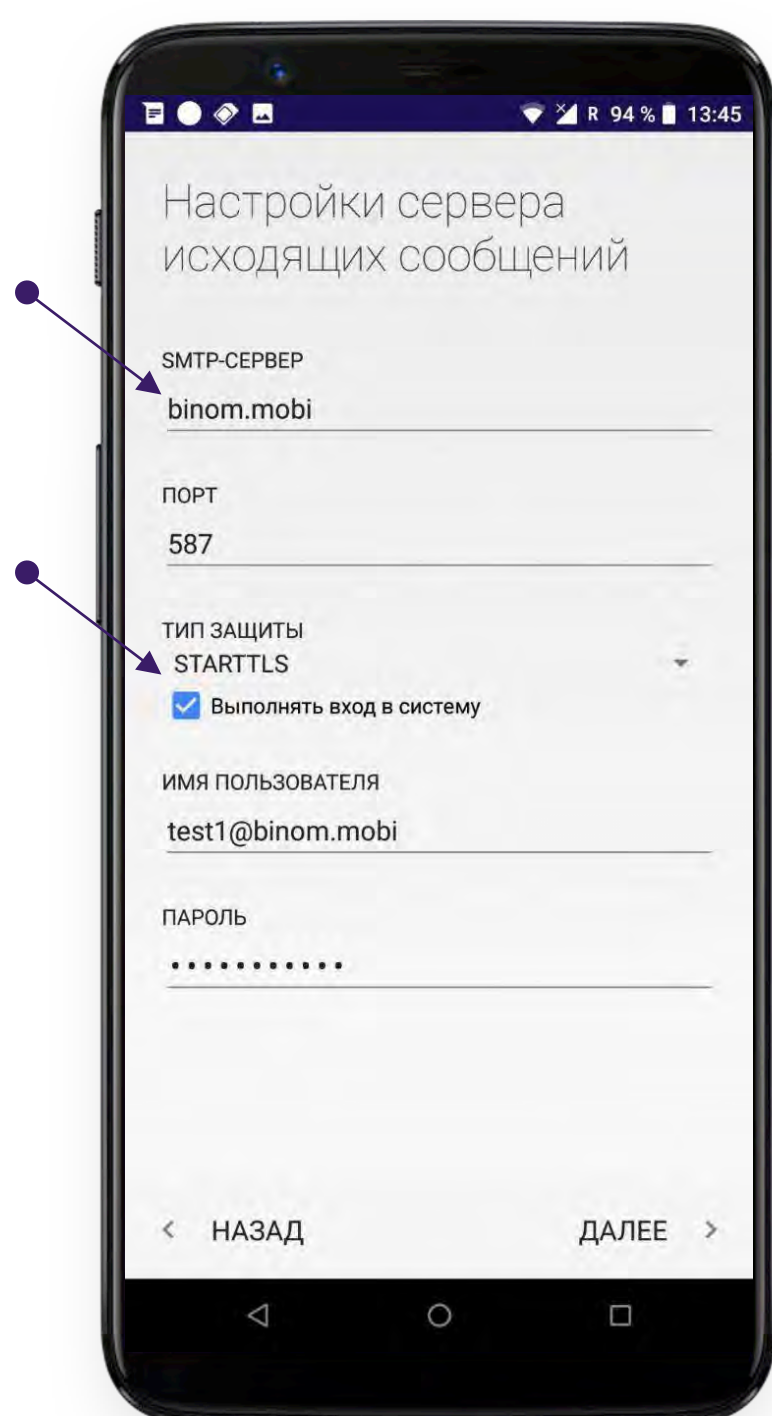 R 94 % 13:45
Настройки сервера
исходящих сообщений
SMTP-СЕРВЕР
binom.mobi
ПОРТ
587
ТИП ЗАЩИТЫ
STARTTLS
Выполнять вход в систему
ИМЯ ПОЛЬЗОВАТЕЛЯ
test1@binom.mobi
ПАРОЛЬ
•••••••••••
НАЗАД ДАЛЕЕ